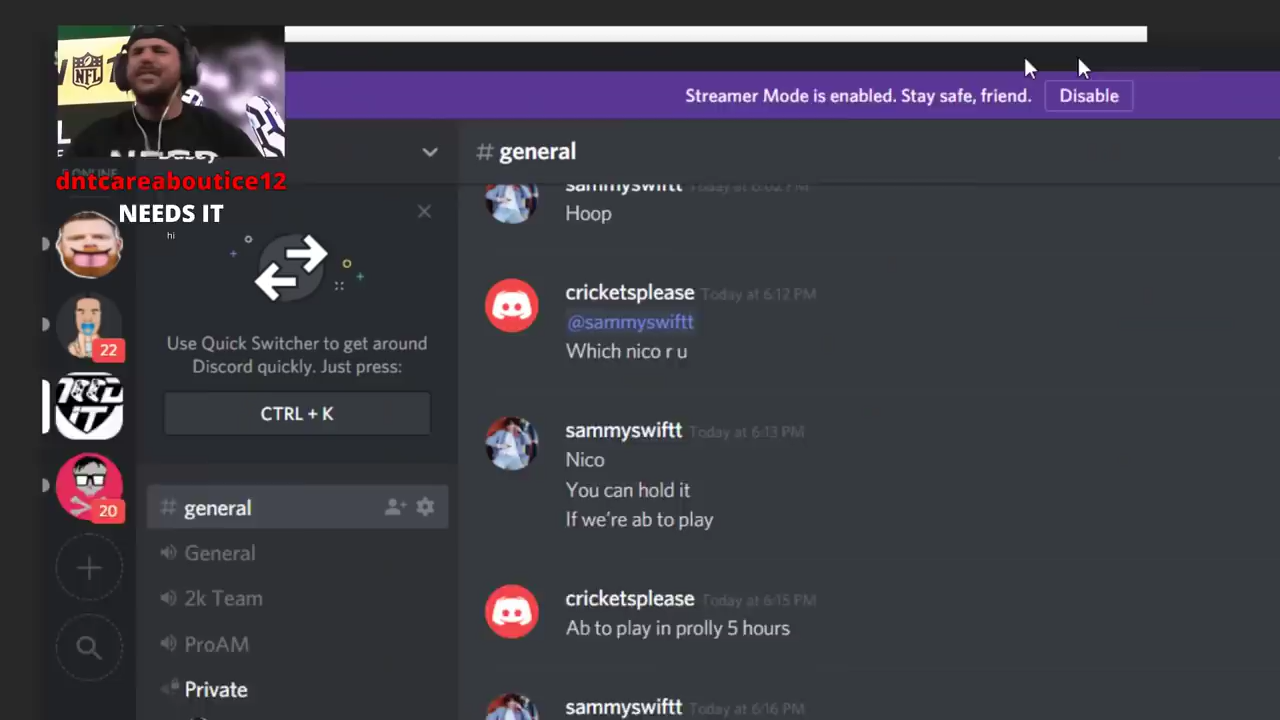 NFL
Streamer Mode is enabled. Stay safe, friend.
Disable
dntcareaboutice12
NEEDS IT
hi
# general
sammyswiftt Today at 6:02 PM
Hoop
cricketsplease Today at 6:12 PM
@sammyswiftt
Which nico r u
22
Use Quick Switcher to get around
Discord quickly. Just press:
CTRL + K
sammyswiftt Today at 6:13 PM
Nico
You can hold it
If we're ab to play
20
# general
General
2k Team
ProAM
Private
cricketsplease Today at 6:15 PM
Ab to play in prolly 5 hours
sammyswiftt Today at 6:16 PM